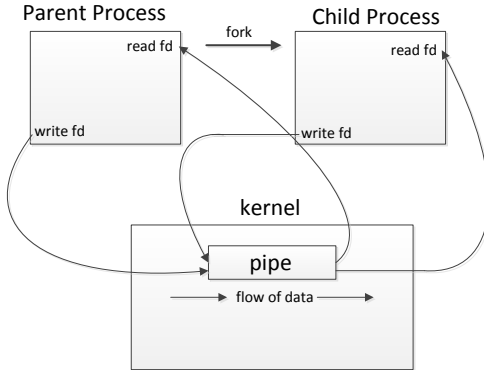 Parent Process
Child Process
fork
read fd
read fd
write fd
write fd
kernel
pipe
flow of data